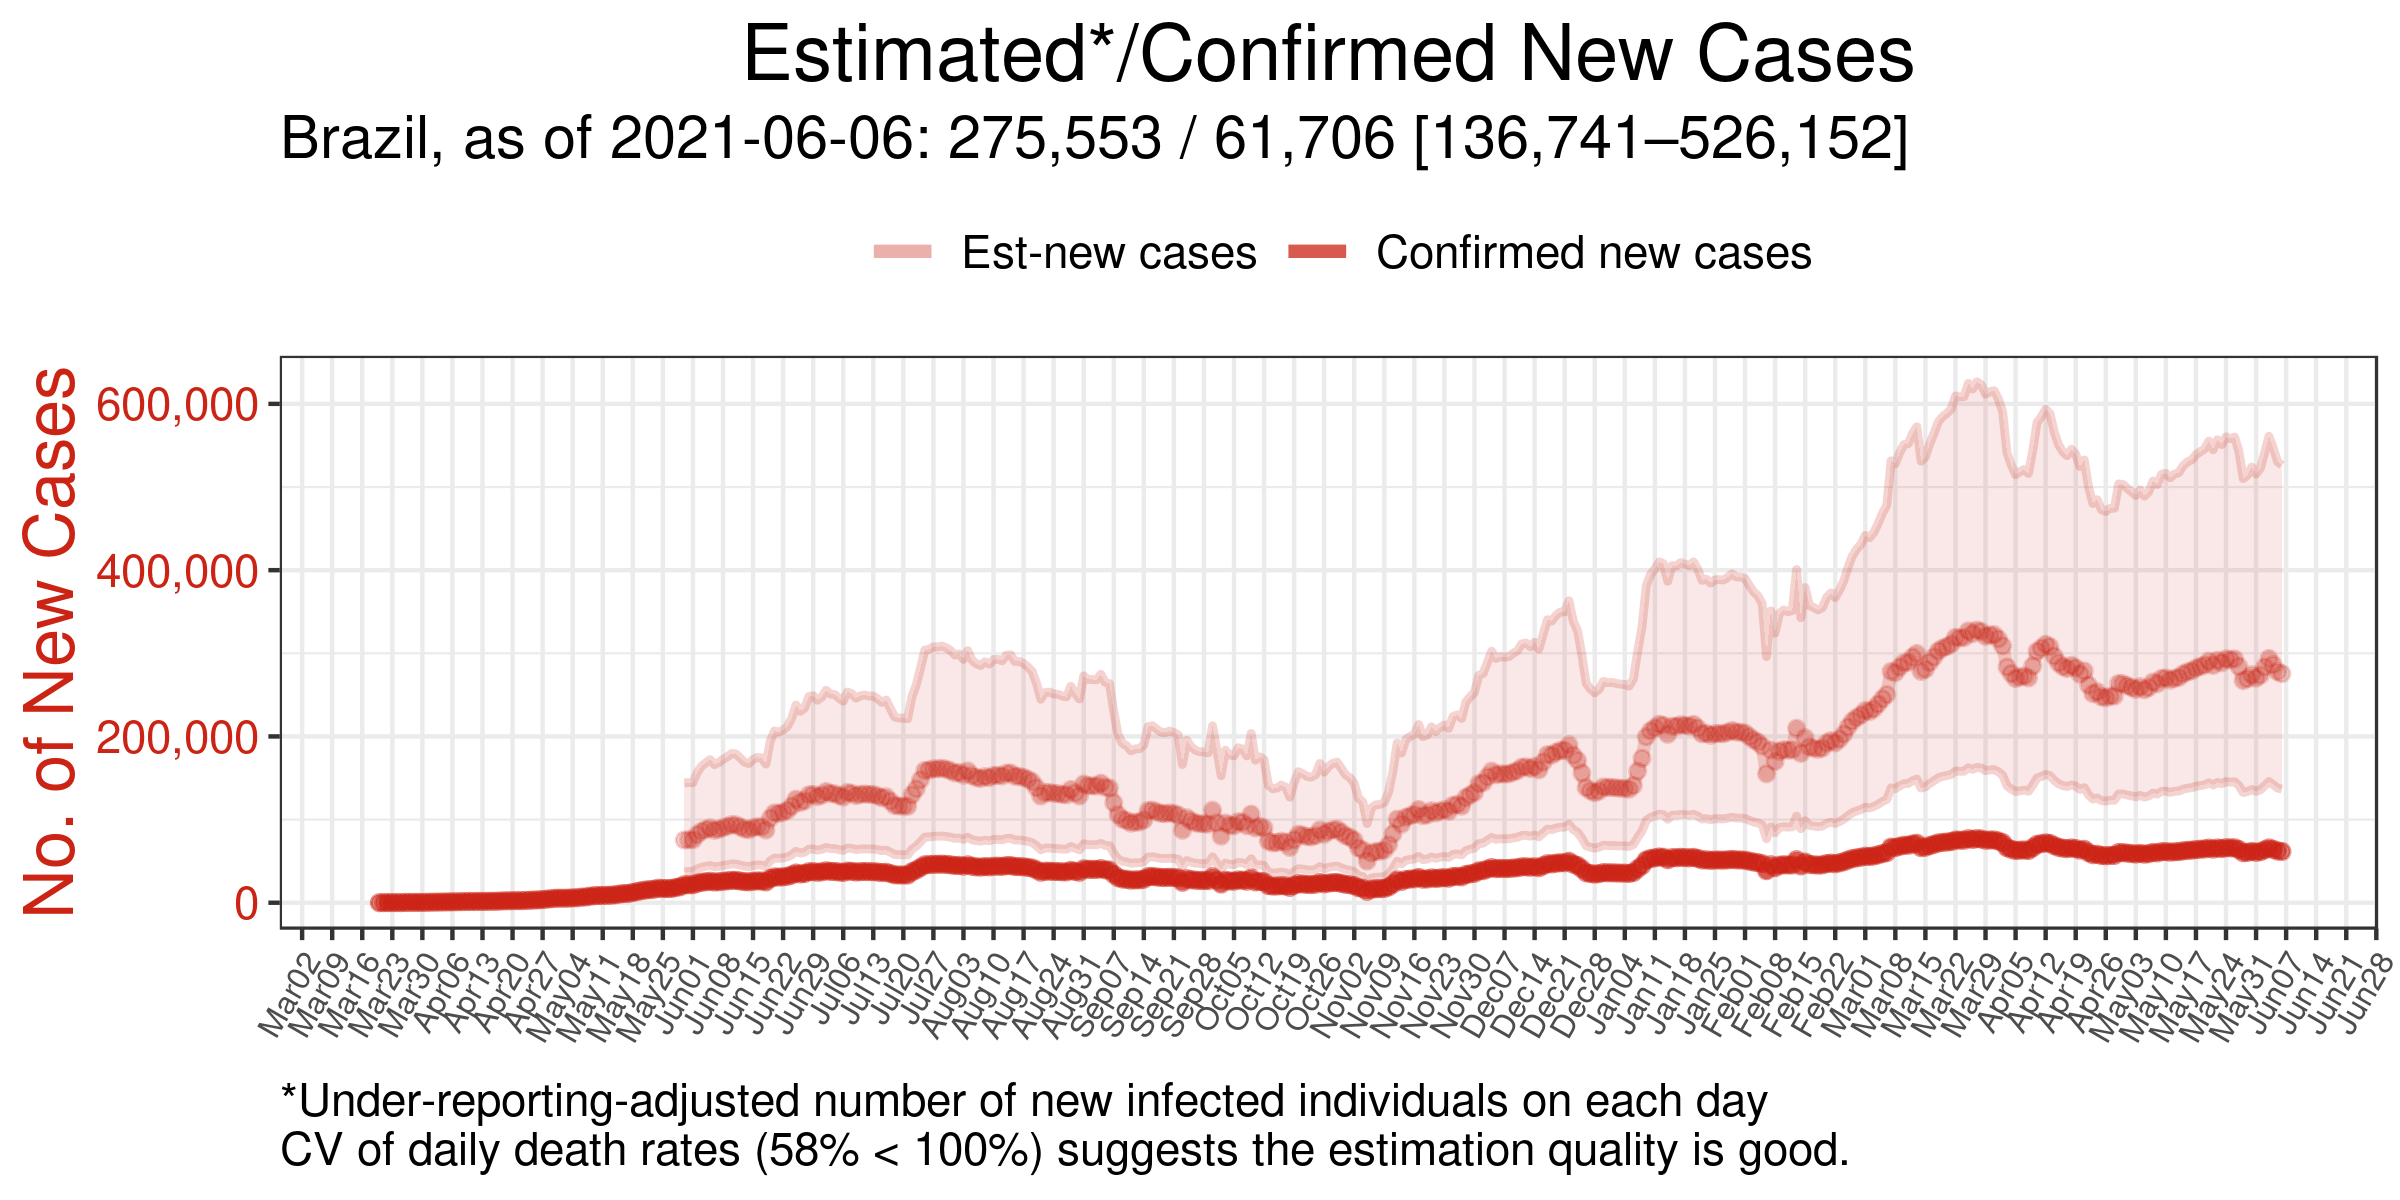 Estimated*/Confirmed New Cases
Brazil, as of 2021-06-06: 275,553 / 61,706 [136,741–526,152]
Est-new cases Confirmed new cases
No. of New Cases
600,000
400,000
200,000
0
Mar02 Mar09 Mar16 Mar23 Mar30 Apr06 Apr13 Apr20 Apr27 May04 May11 May18 May25 Jun01 Jun08 Jun15 Jun22 Jun29 Jul06 Jul13 Jul20 Jul27 Aug03 Aug10 Aug17 Aug24 Aug31 Sep07 Sep14 Sep21 Sep28 Oct05 Oct12 Oct19 Oct26 Nov02 Nov09 Nov16 Nov23 Nov30 Dec07 Dec14 Dec21 Dec28 Jan04 Jan11 Jan18 Jan25 Feb01 Feb08 Feb15 Feb22 Mar01 Mar08 Mar15 Mar22 Mar29 Apr05 Apr12 Apr19 Apr26 May03 May10 May17 May24 May31 Jun07 Jun14 Jun21 Jun28
*Under-reporting-adjusted number of new infected individuals on each day
CV of daily death rates (58% < 100%) suggests the estimation quality is good.